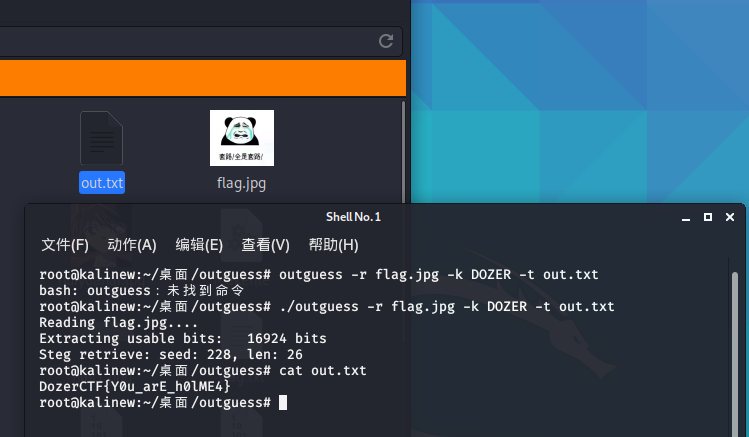 out.txt
套路/全是套路/
flag.jpg
Shell No. 1
文件(F) 动作(A) 编辑(E) 查看(V) 帮助(H)
root@kalinew:~/桌面/outguess# outguess -r flag.jpg -k DOZER -t out.txt
bash: outguess：未找到命令
root@kalinew:~/桌面/outguess# ./outguess -r flag.jpg -k DOZER -t out.txt
Reading flag.jpg....
Extracting usable bits:   16924 bits
Steg retrieve: seed: 228, len: 26
root@kalinew:~/桌面/outguess# cat out.txt
DozerCTF{Y0u_arE_h0lME4}
root@kalinew:~/桌面/outguess#